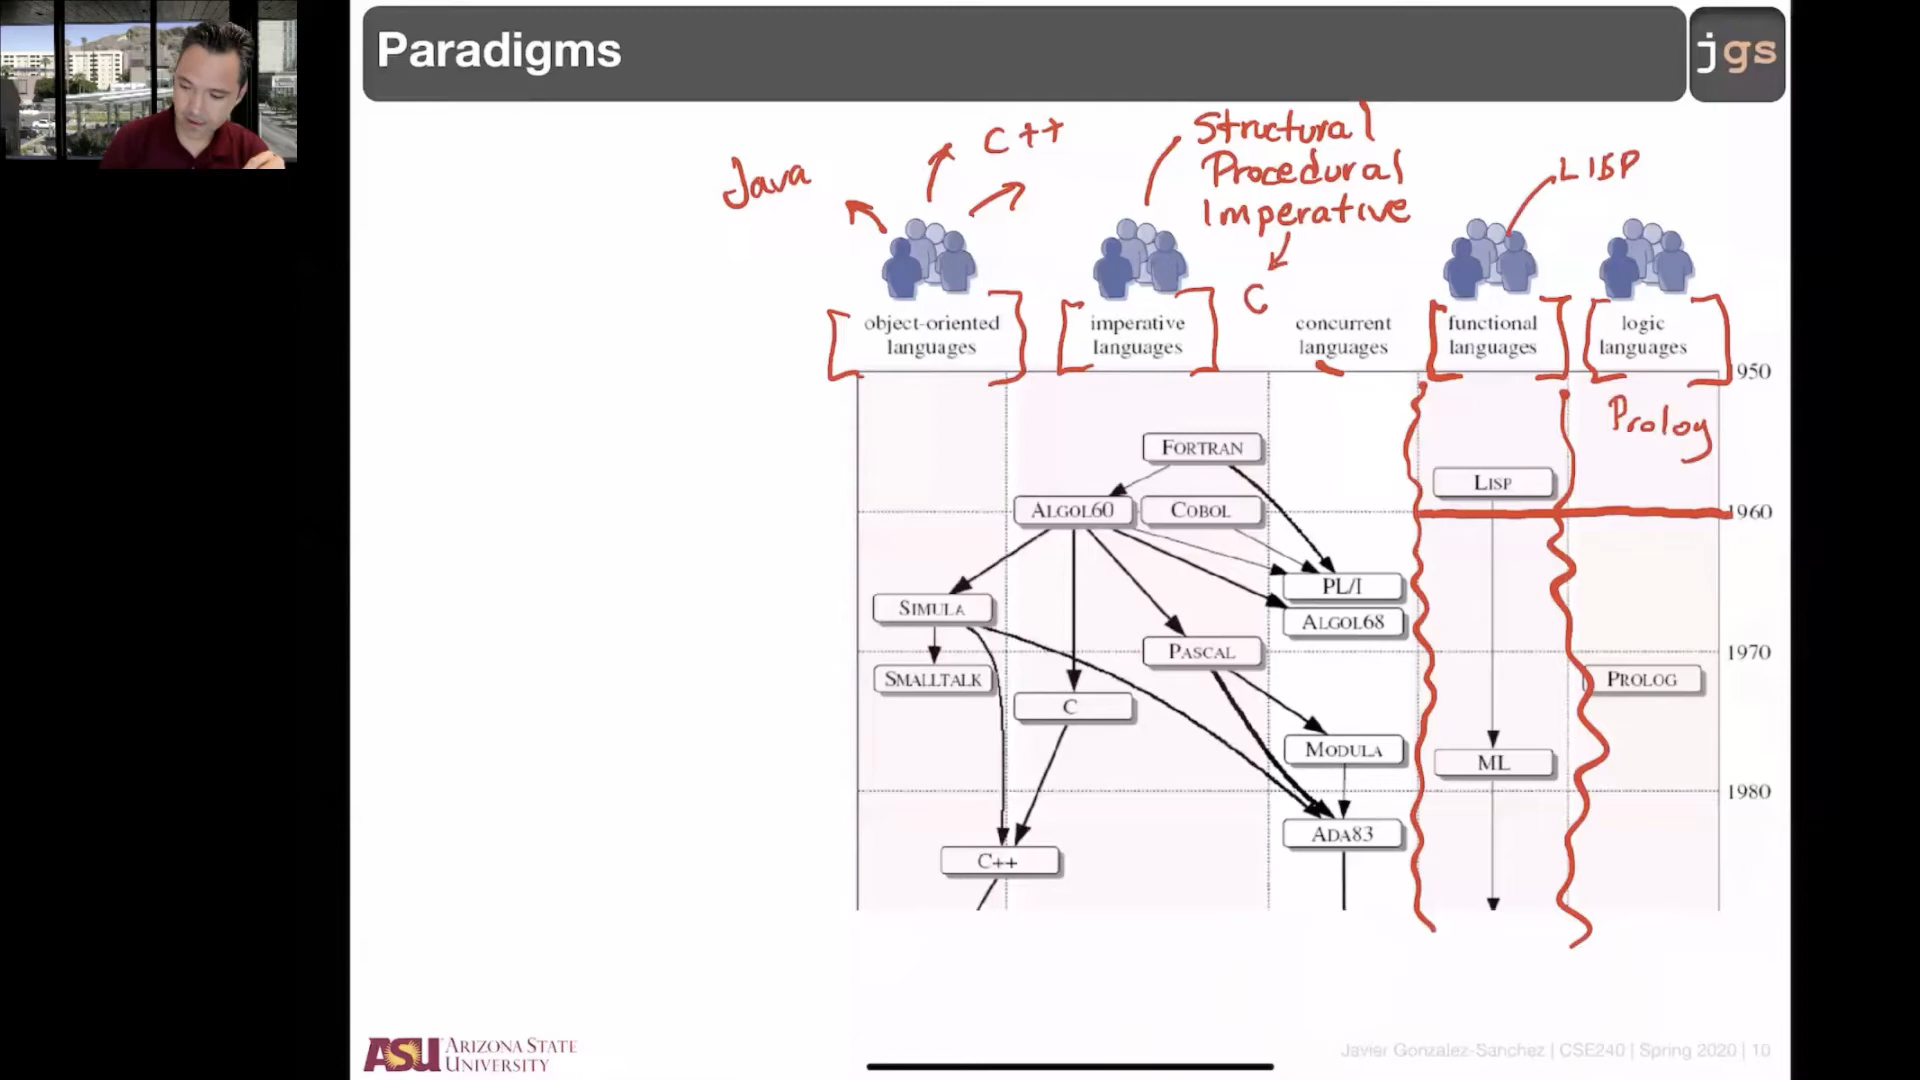 Paradigms
jgs
Java
C++
Structural
Procedural
Imperative
C
LISP
object-oriented
languages
imperative
languages
concurrent
languages
functional
languages
logic
languages
950
Prolog
FORTRAN
LISP
ALGOL60
COBOL
1960
PL/I
SIMULA
ALGOL68
PASCAL
1970
SMALLTALK
PROLOG
C
MODULA
ML
1980
ADA83
C++
ASU ARIZONA STATE
UNIVERSITY
Javier Gonzalez-Sanchez | CSE240 | Spring 2020 | 10